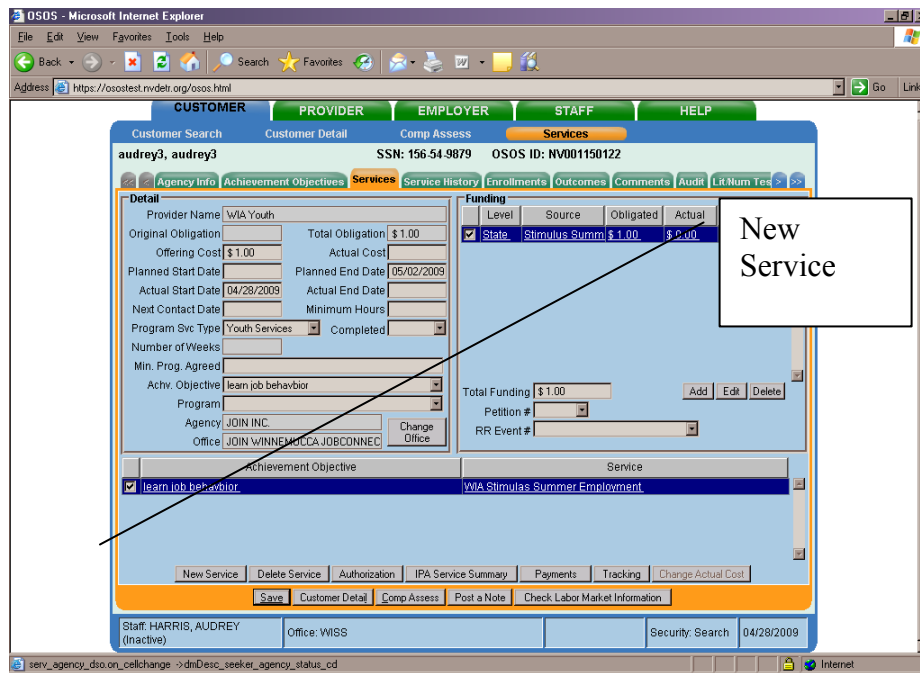 OSOS - Microsoft Internet Explorer
File Edit View Favorites Tools Help
Back Search Favorites
Address https://osostest.nvdetr.org/osos.html Go Link
CUSTOMER PROVIDER EMPLOYER STAFF HELP
Customer Search Customer Detail Comp Assess Services
audrey3, audrey3 SSN: 156-54-9879 OSOS ID: NV001150122
Agency Info Achievement Objectives Services Service History Enrollments Outcomes Comments Audit Lit/Num Tes
Detail
Provider Name WIA Youth
Original Obligation Total Obligation $ 1.00
Offering Cost $ 1.00 Actual Cost
Planned Start Date Planned End Date 05/02/2009
Actual Start Date 04/28/2009 Actual End Date
Next Contact Date Minimum Hours
Program Svc Type Youth Services Completed
Number of Weeks
Min. Prog. Agreed
Achv. Objective learn job behavbior
Program
Agency JOIN INC.
Office JOIN WINNEMUCCA JOBCONNEC
Change
Office
Funding
Level Source Obligated Actual
State Stimulus Summ $ 1.00 $ 0.00
Total Funding $ 1.00 Add Edit Delete
Petition #
RR Event #
New
Service
Achievement Objective Service
learn job behavbior WIA Stimulas Summer Employment
New Service Delete Service Authorization IPA Service Summary Payments Tracking Change Actual Cost
Save Customer Detail Comp Assess Post a Note Check Labor Market Information
Staff: HARRIS, AUDREY
(Inactive)
Office: WISS Security: Search 04/28/2009
serv_agency_dso.on_cellchange ->dmDesc_seeker_agency_status_cd Internet